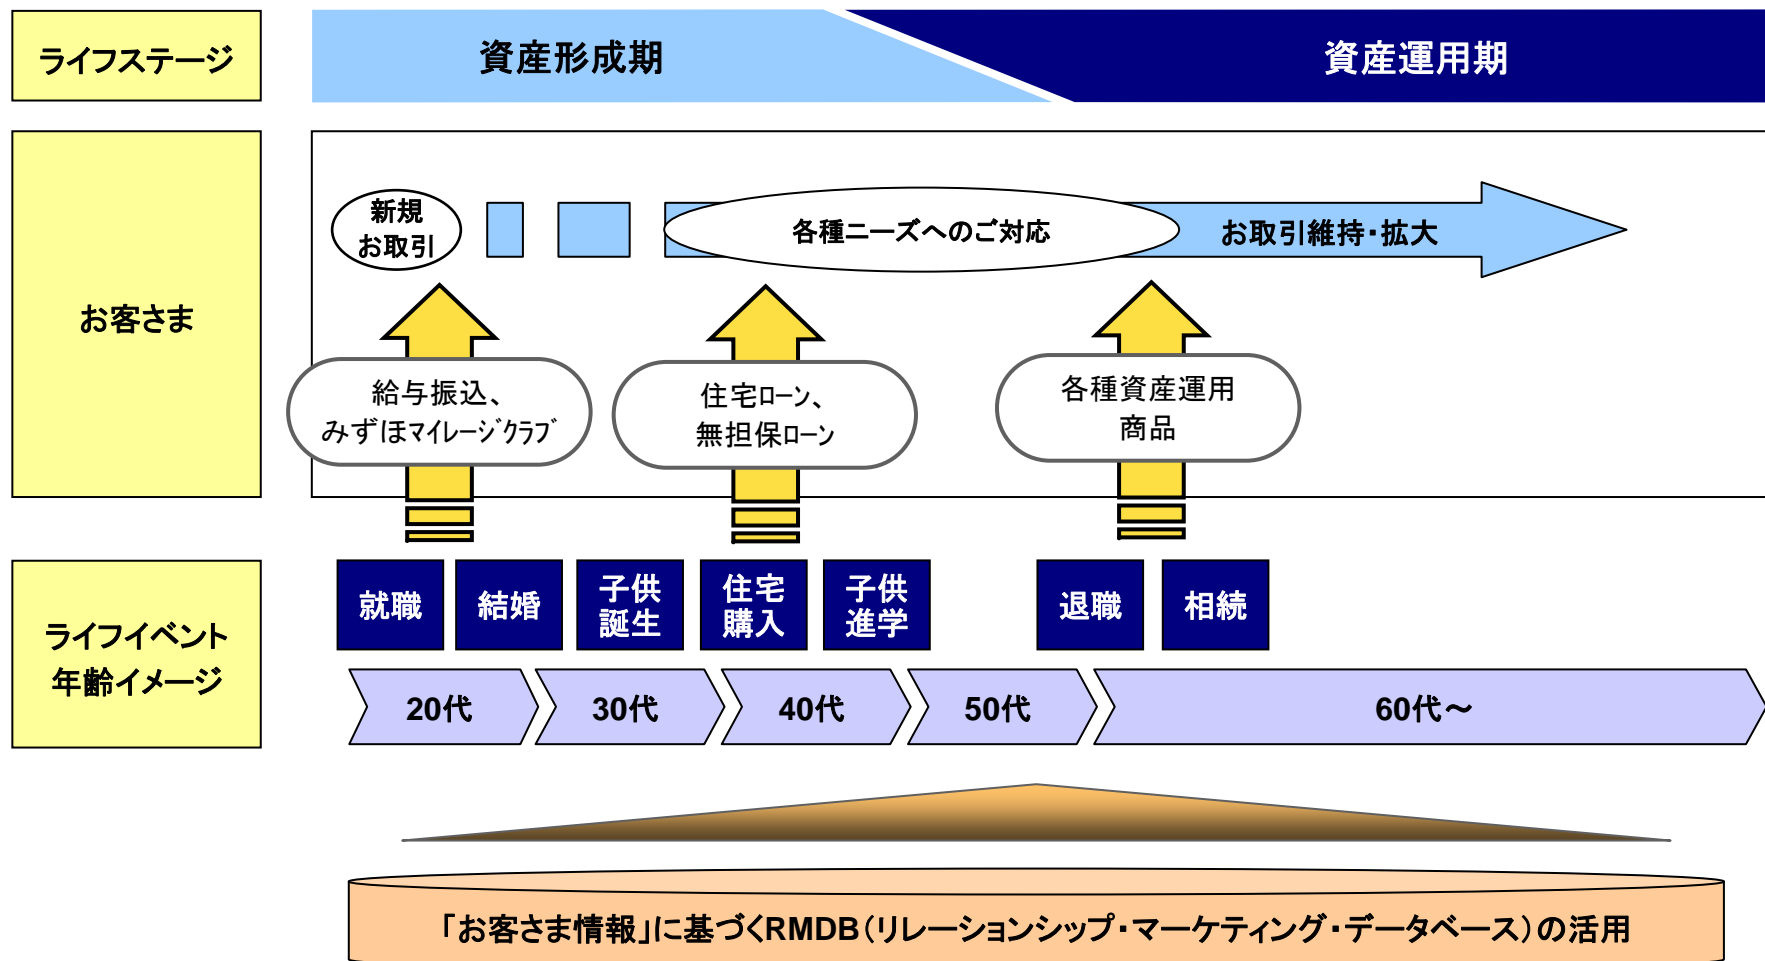 ライフステージ
資産形成期
資産運用期
お客さま
新規
お取引
各種ニーズへのご対応
お取引維持・拡大
給与振込、
みずほﾏｲﾚｰｼﾞｸﾗﾌﾞ
住宅ﾛｰﾝ、
無担保ﾛｰﾝ
各種資産運用
商品
ライフイベント
年齢イメージ
就職
結婚
子供
誕生
住宅
購入
子供
進学
退職
相続
20代
30代
40代
50代
60代～
「お客さま情報」に基づくRMDB（リレーションシップ・マーケティング・データベース）の活用